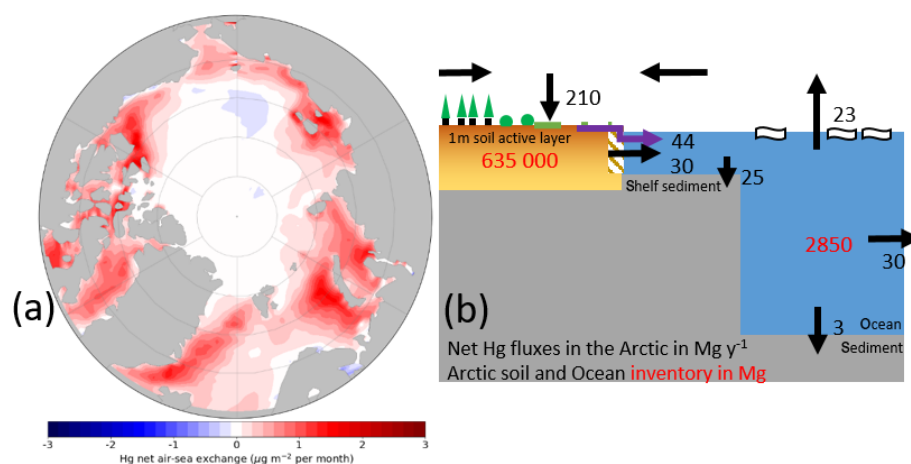 (a)
-3 -2 -1 0 1 2 3
Hg net air-sea exchange (µg m⁻² per month)
210
23
1m soil active layer
635 000
44
30
Shelf sediment
25
2850
30
(b)
3
Ocean
Sediment
Net Hg fluxes in the Arctic in Mg y⁻¹
Arctic soil and Ocean inventory in Mg